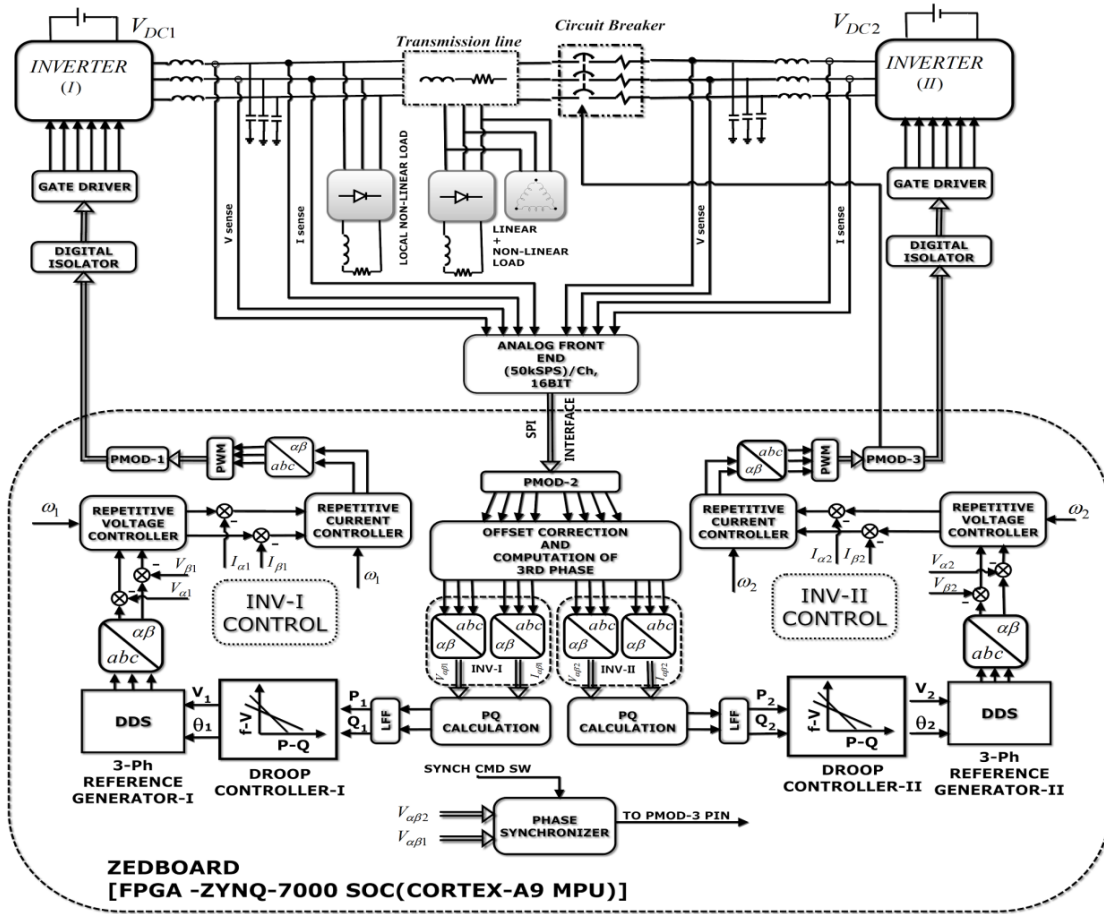 V_DC1
V_DC2
Transmission line
Circuit Breaker
INVERTER
(I)
INVERTER
(II)
GATE DRIVER
GATE DRIVER
DIGITAL
ISOLATOR
DIGITAL
ISOLATOR
V sense
I sense
LOCAL NON-LINEAR LOAD
LINEAR
+
NON-LINEAR
LOAD
V sense
I sense
ANALOG FRONT
END
(50kSPS)/Ch,
16BIT
SPI
INTERFACE
PMOD-1
PWM
αβ
abc
abc
αβ
PWM
PMOD-3
PMOD-2
ω1
REPETITIVE
VOLTAGE
CONTROLLER
REPETITIVE
CURRENT
CONTROLLER
Iα1
Iβ1
ω1
Vβ1
Vα1
OFFSET CORRECTION
AND
COMPUTATION OF
3RD PHASE
REPETITIVE
CURRENT
CONTROLLER
REPETITIVE
VOLTAGE
CONTROLLER
ω2
Iα2
Iβ2
ω2
Vα2
Vβ2
INV-I
CONTROL
INV-II
CONTROL
αβ
abc
abc
αβ
abc
αβ
abc
αβ
abc
αβ
αβ
abc
INV-I
INV-II
Vαβ1
Iαβ1
Vαβ2
Iαβ2
DDS
V1
θ1
f-V
P-Q
P1
Q1
LFF
PQ
CALCULATION
PQ
CALCULATION
LFF
P2
Q2
f-V
P-Q
V2
θ2
DDS
3-Ph
REFERENCE
GENERATOR-I
DROOP
CONTROLLER-I
DROOP
CONTROLLER-II
3-Ph
REFERENCE
GENERATOR-II
SYNCH CMD SW
Vαβ2
Vαβ1
PHASE
SYNCHRONIZER
TO PMOD-3 PIN
ZEDBOARD
[FPGA -ZYNQ-7000 SOC(CORTEX-A9 MPU)]